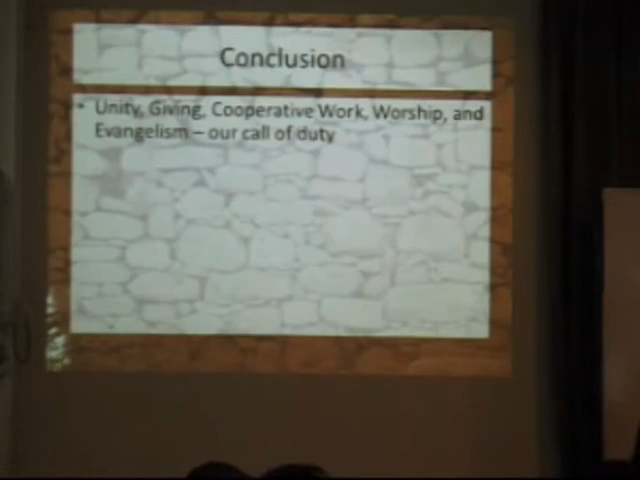 Conclusion
• Unity, Giving, Cooperative Work, Worship, and
Evangelism – our call of duty